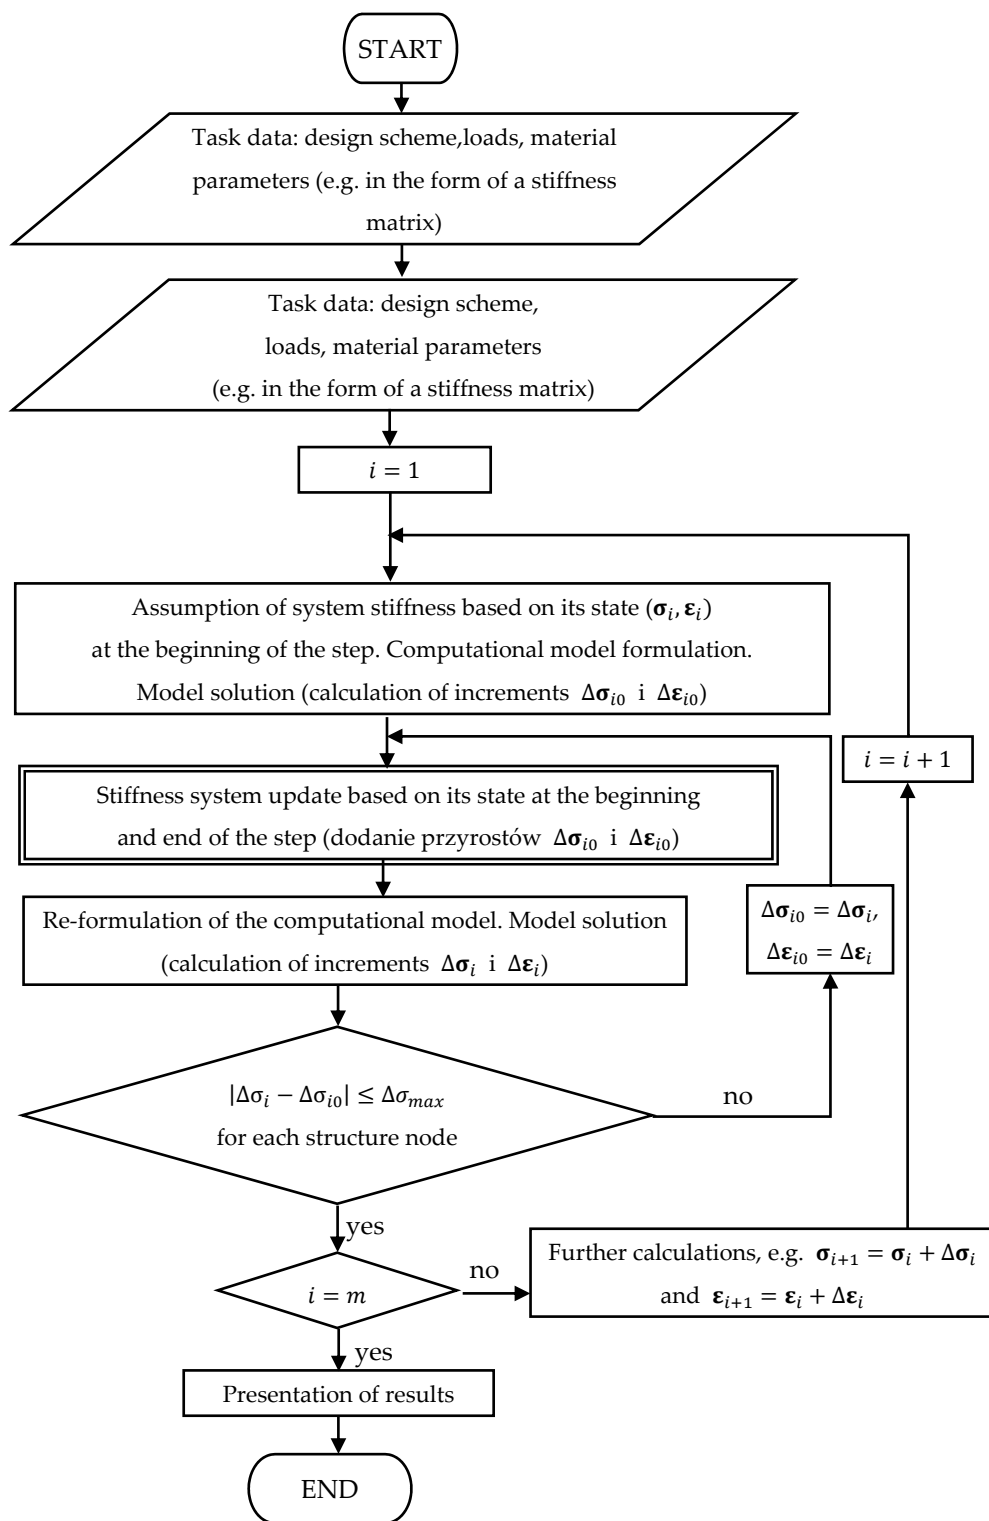 START
Task data: design scheme,loads, material
parameters (e.g. in the form of a stiffness
matrix)
Task data: design scheme,
loads, material parameters
(e.g. in the form of a stiffness matrix)
i = 1
Assumption of system stiffness based on its state (σᵢ, εᵢ)
at the beginning of the step. Computational model formulation.
Model solution (calculation of increments Δσᵢ₀ i Δεᵢ₀)
i = i + 1
Stiffness system update based on its state at the beginning
and end of the step (dodanie przyrostów Δσᵢ₀ i Δεᵢ₀)
Re-formulation of the computational model. Model solution
(calculation of increments Δσᵢ i Δεᵢ)
Δσᵢ₀ = Δσᵢ,
Δεᵢ₀ = Δεᵢ
|Δσᵢ − Δσᵢ₀| ≤ Δσₘₐₓ
for each structure node
no
yes
i = m
no
Further calculations, e.g. σᵢ₊₁ = σᵢ + Δσᵢ
and εᵢ₊₁ = εᵢ + Δεᵢ
yes
Presentation of results
END